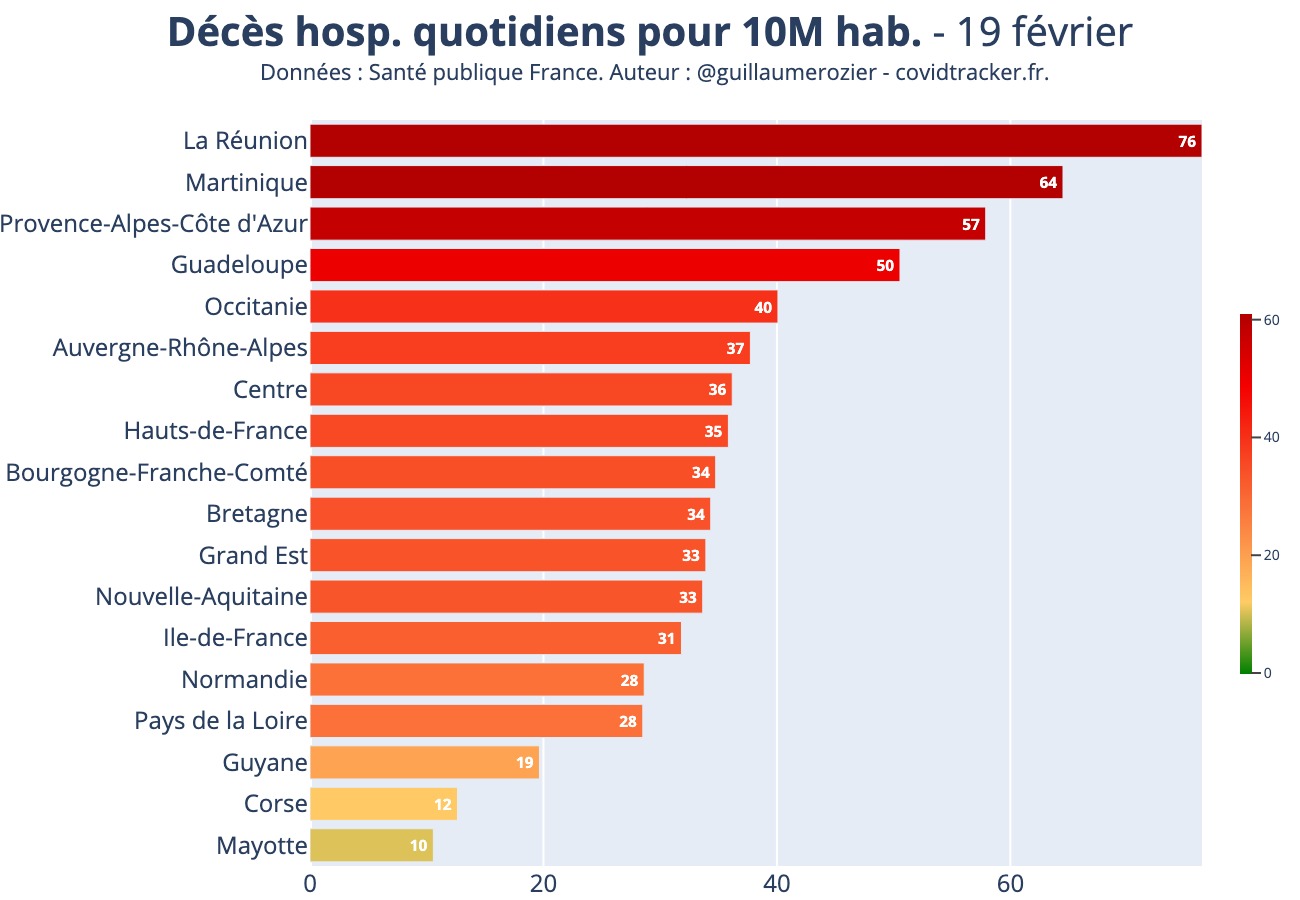 Décès hosp. quotidiens pour 10M hab. - 19 février
Données : Santé publique France. Auteur : @guillaumerozier - covidtracker.fr.
La Réunion 76
Martinique 64
Provence-Alpes-Côte d'Azur 57
Guadeloupe 50
Occitanie 40
Auvergne-Rhône-Alpes 37
Centre 36
Hauts-de-France 35
Bourgogne-Franche-Comté 34
Bretagne 34
Grand Est 33
Nouvelle-Aquitaine 33
Ile-de-France 31
Normandie 28
Pays de la Loire 28
Guyane 19
Corse 12
Mayotte 10
0 20 40 60
60
40
20
0